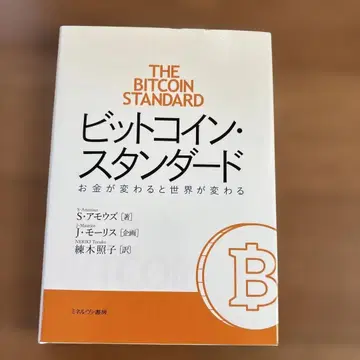 THE
BITCOIN
STANDARD
ビットコイン・
スタンダード
お金が変わると世界が変わる
S・アモウズ［著］
J・モーリス［企画］
練木照子［訳］
ミネルヴァ書房